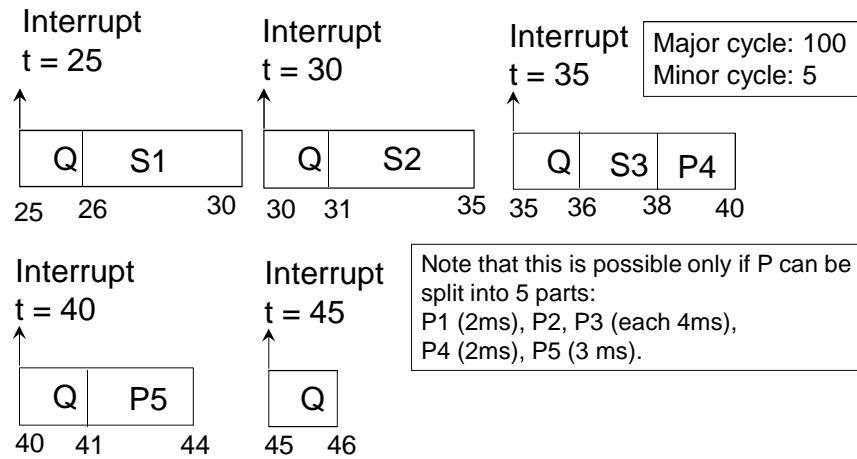 Interrupt
t = 25
Interrupt
t = 30
Interrupt
t = 35
Major cycle: 100
Minor cycle: 5
Q S1
25 26 30
Q S2
30 31 35
Q S3 P4
35 36 38 40
Interrupt
t = 40
Interrupt
t = 45
Note that this is possible only if P can be
split into 5 parts:
P1 (2ms), P2, P3 (each 4ms),
P4 (2ms), P5 (3 ms).
Q P5
40 41 44
Q
45 46